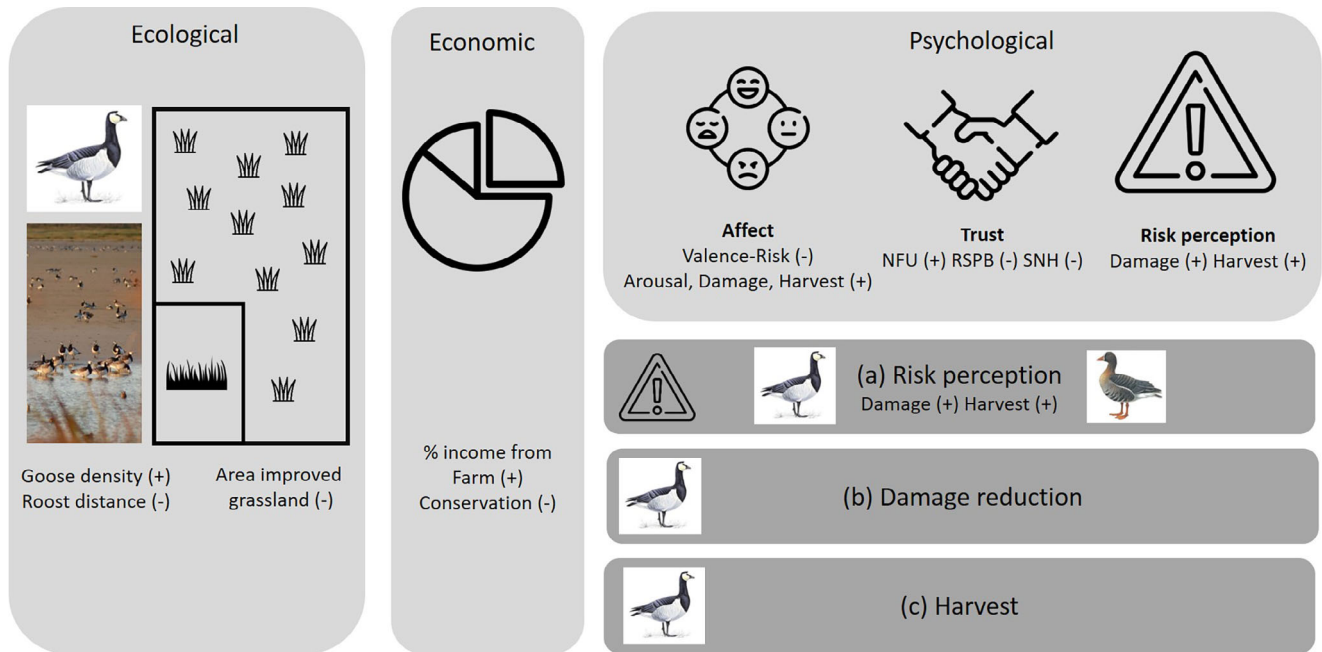 Ecological
Goose density (+)
Roost distance (-)
Area improved
grassland (-)
Economic
% income from
Farm (+)
Conservation (-)
Psychological
Affect
Valence-Risk (-)
Arousal, Damage, Harvest (+)
Trust
NFU (+) RSPB (-) SNH (-)
Risk perception
Damage (+) Harvest (+)
(a) Risk perception
Damage (+) Harvest (+)
(b) Damage reduction
(c) Harvest